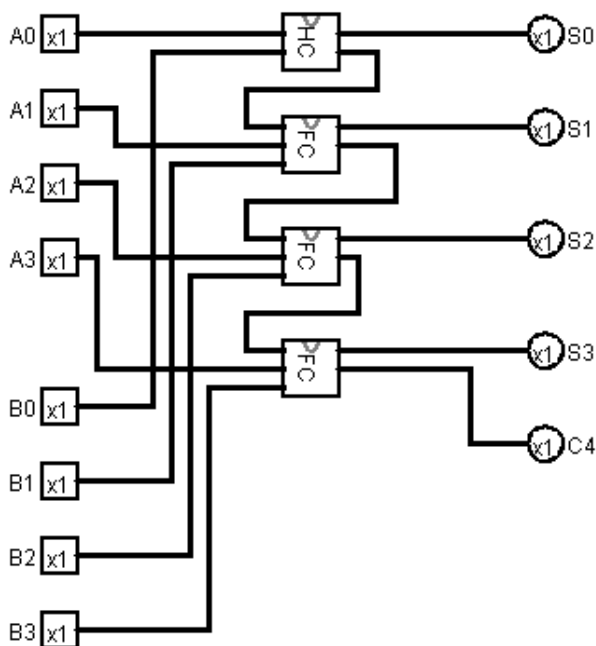 A0 x1 HC x1 S0
A1 x1 FC x1 S1
A2 x1 FC x1 S2
A3 x1 FC x1 S3
B0 x1 x1 C4
B1 x1
B2 x1
B3 x1